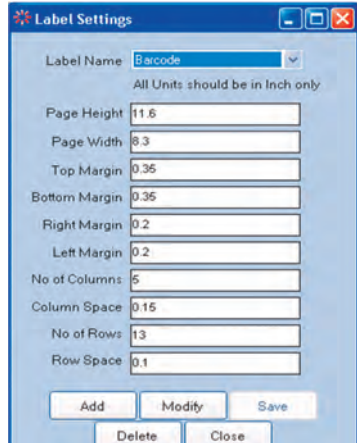 Label Settings
Label Name Barcode
All Units should be in Inch only
Page Height 11.6
Page Width 8.3
Top Margin 0.35
Bottom Margin 0.35
Right Margin 0.2
Left Margin 0.2
No of Columns 5
Column Space 0.15
No of Rows 13
Row Space 0.1
Add Modify Save
Delete Close